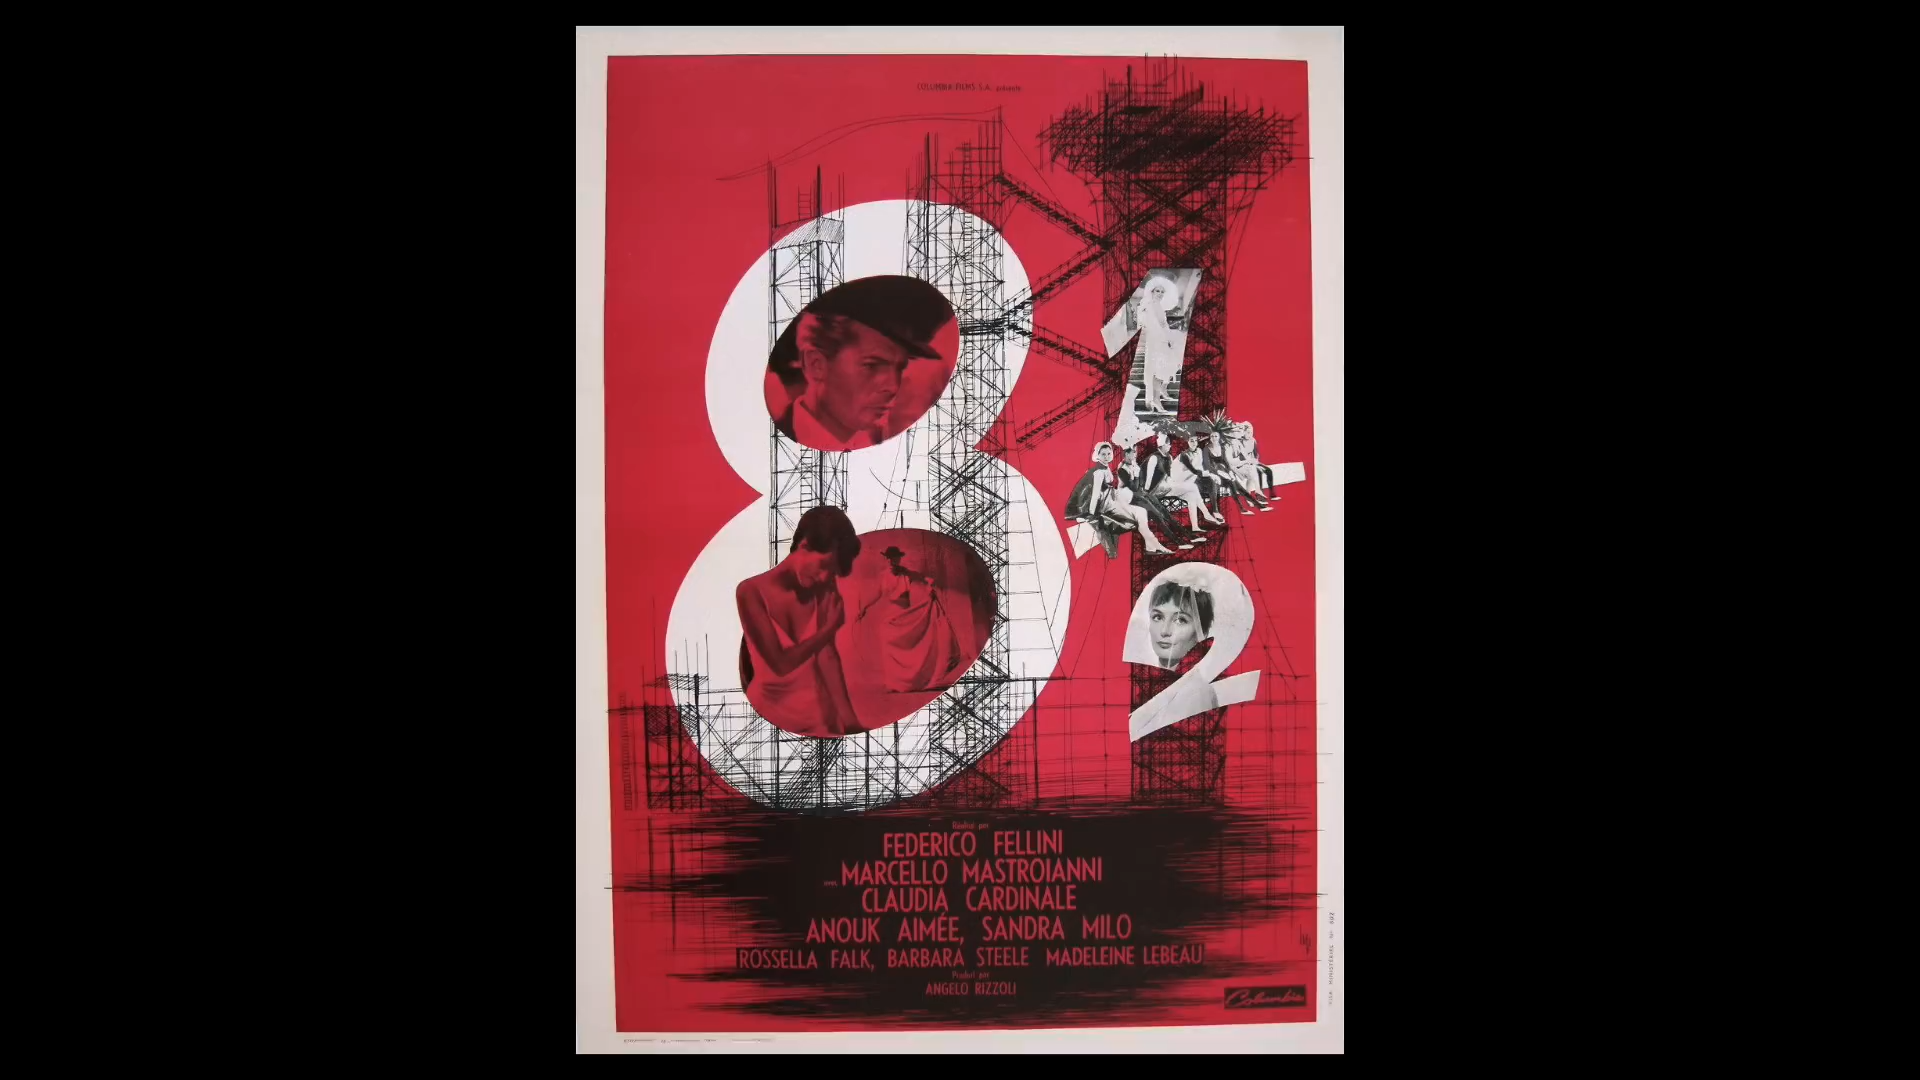 COLUMBIA FILMS S.A. présente
8 1/2
Réalisé par
FEDERICO FELLINI
avec MARCELLO MASTROIANNI
CLAUDIA CARDINALE
ANOUK AIMÉE, SANDRA MILO
ROSSELLA FALK, BARBARA STEELE MADELEINE LEBEAU
Produit par
ANGELO RIZZOLI
Columbia